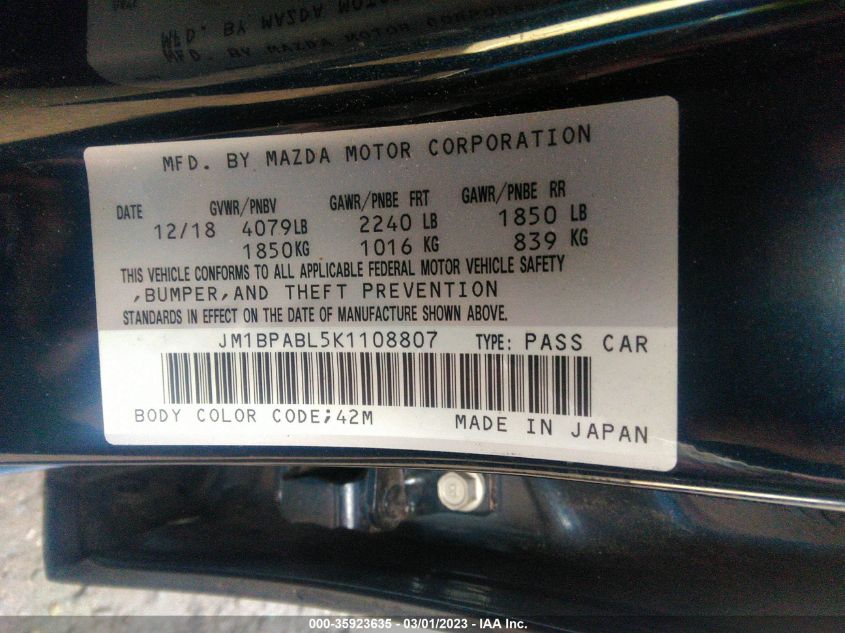 MFD. BY MAZDA MOTOR CORPORATION
DATE GVWR/PNBV GAWR/PNBE FRT GAWR/PNBE RR
12/18 4079LB 2240 LB 1850 LB
1850KG 1016 KG 839 KG
THIS VEHICLE CONFORMS TO ALL APPLICABLE FEDERAL MOTOR VEHICLE SAFETY
,BUMPER,AND THEFT PREVENTION
STANDARDS IN EFFECT ON THE DATE OF MANUFACTURE SHOWN ABOVE.
JM1BPABL5K1108807 TYPE: PASS CAR
BODY COLOR CODE;42M MADE IN JAPAN
000-35923635 - 03/01/2023 - IAA Inc.